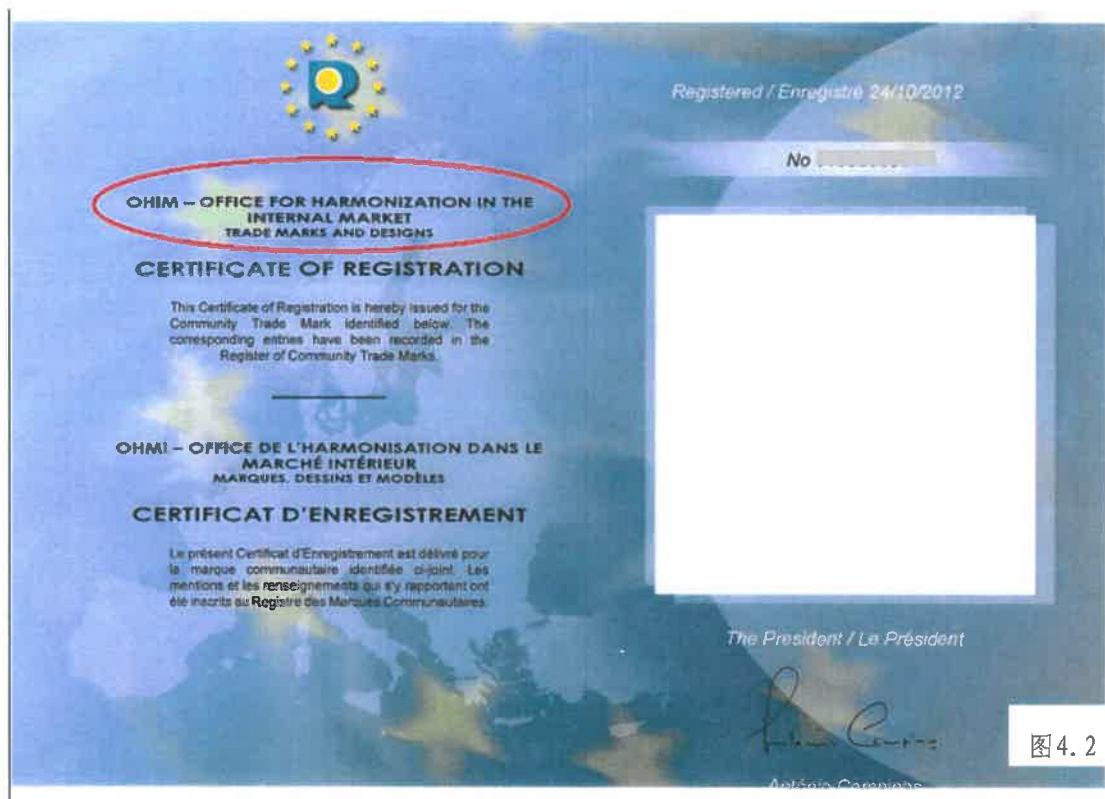 OHIM – OFFICE FOR HARMONIZATION IN THE
INTERNAL MARKET
TRADE MARKS AND DESIGNS
CERTIFICATE OF REGISTRATION
This Certificate of Registration is hereby issued for the
Community Trade Mark identified below. The
corresponding entries have been recorded in the
Register of Community Trade Marks.
OHMI – OFFICE DE L'HARMONISATION DANS LE
MARCHÉ INTÉRIEUR
MARQUES, DESSINS ET MODÈLES
CERTIFICAT D'ENREGISTREMENT
Le présent Certificat d'Enregistrement est délivré pour
la marque communautaire identifiée ci-joint. Les
mentions et les renseignements qui s'y rapportent ont
été inscrits au Registre des Marques Communautaires.
Registered / Enregistré 24/10/2012
No
The President / Le Président
António Campinos
图4.2